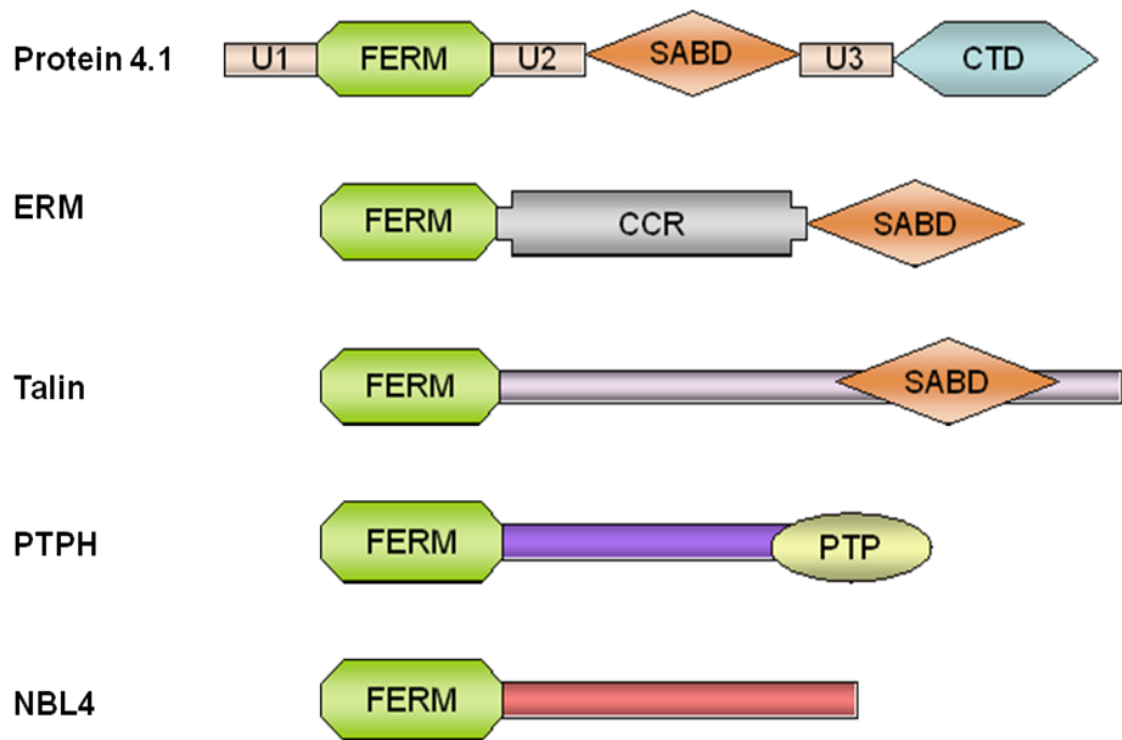 Protein 4.1 U1 FERM U2 SABD U3 CTD
ERM FERM CCR SABD
Talin FERM SABD
PTPH FERM PTP
NBL4 FERM